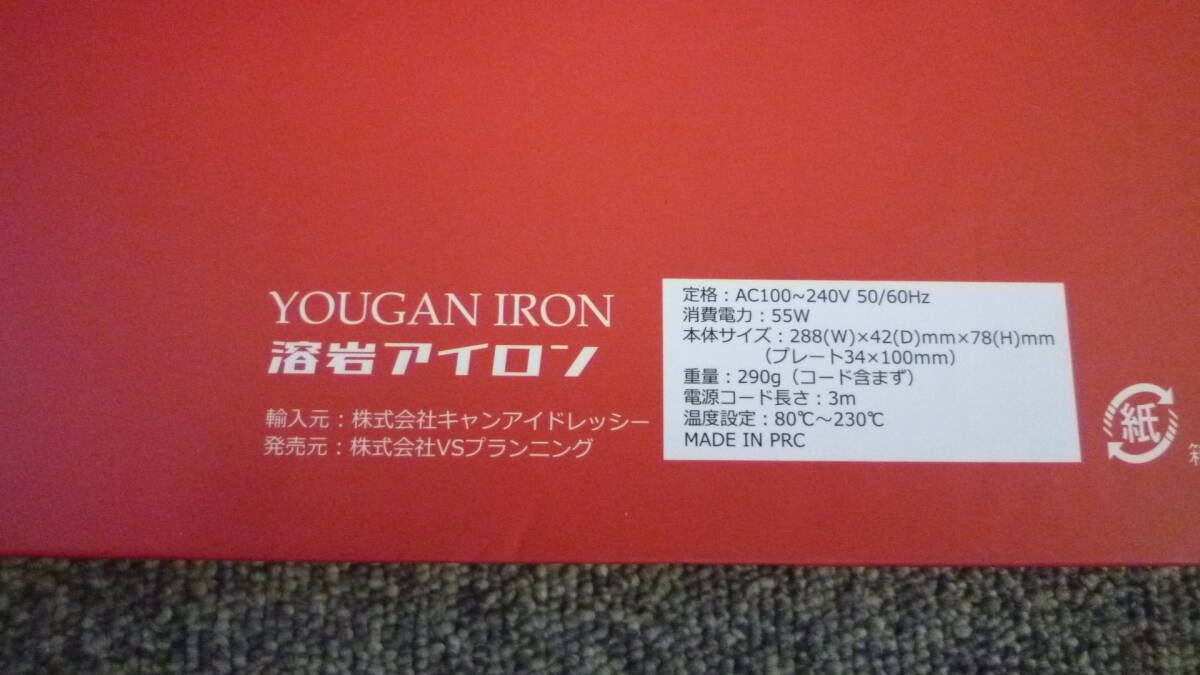 YOUGAN IRON
溶岩アイロン
輸入元：株式会社キャンアイドレッシー
発売元：株式会社VSプランニング
定格：AC100~240V 50/60Hz
消費電力：55W
本体サイズ：288(W)×42(D)mm×78(H)mm
（プレート34×100mm）
重量：290g（コード含まず）
電源コード長さ：3m
温度設定：80℃～230℃
MADE IN PRC
紙